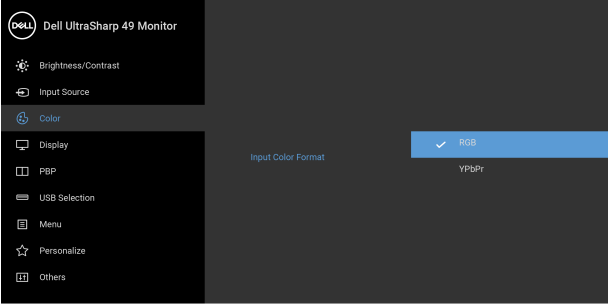 DELL
Dell UltraSharp 49 Monitor
Brightness/Contrast
Input Source
Color
Display
PBP
USB Selection
Menu
Personalize
Others
Input Color Format
RGB
YPbPr